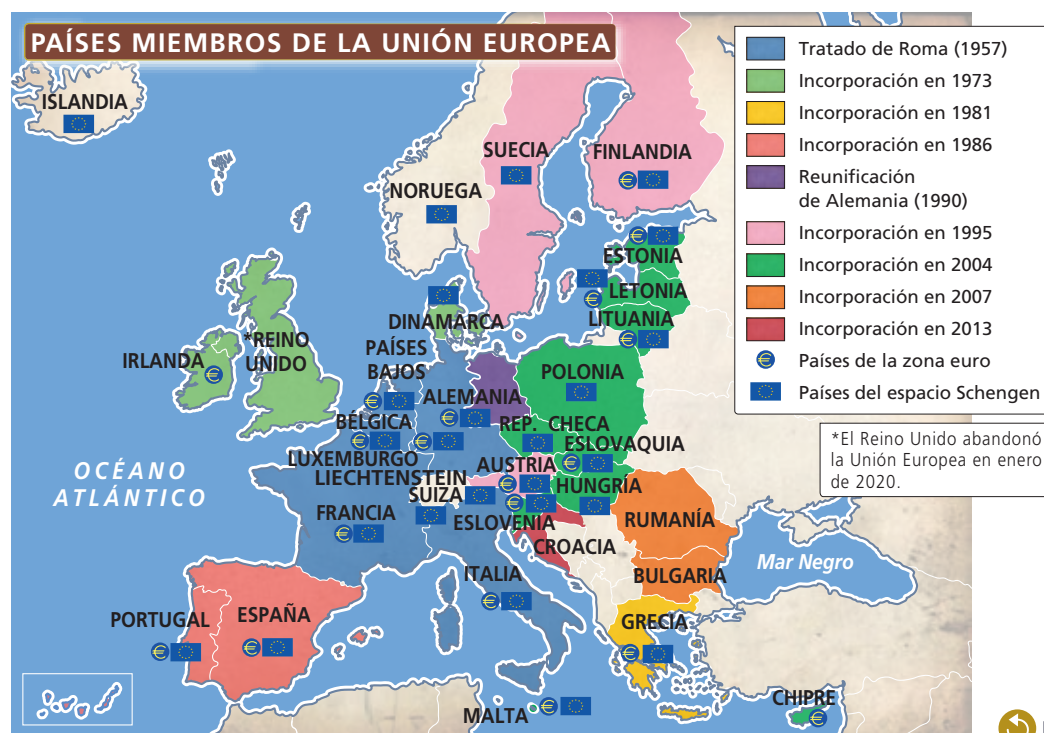 PAÍSES MIEMBROS DE LA UNIÓN EUROPEA
Tratado de Roma (1957)
Incorporación en 1973
Incorporación en 1981
Incorporación en 1986
Reunificación
de Alemania (1990)
Incorporación en 1995
Incorporación en 2004
Incorporación en 2007
Incorporación en 2013
Países de la zona euro
Países del espacio Schengen
*El Reino Unido abandonó
la Unión Europea en enero
de 2020.
ISLANDIA
SUECIA
FINLANDIA
NORUEGA
ESTONIA
LETONIA
LITUANIA
DINAMARCA
*REINO
UNIDO
IRLANDA
PAÍSES
BAJOS
ALEMANIA
POLONIA
BÉLGICA
REP. CHECA
LUXEMBURGO
ESLOVAQUIA
LIECHTENSTEIN
AUSTRIA
SUIZA
HUNGRÍA
OCÉANO
ATLÁNTICO
FRANCIA
ESLOVENIA
RUMANÍA
CROACIA
Mar Negro
ITALIA
BULGARIA
PORTUGAL
ESPAÑA
GRECIA
MALTA
CHIPRE